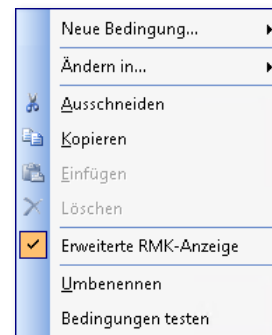 Neue Bedingung...
Ändern in...
Ausschneiden
Kopieren
Einfügen
Löschen
Erweiterte RMK-Anzeige
Umbenennen
Bedingungen testen